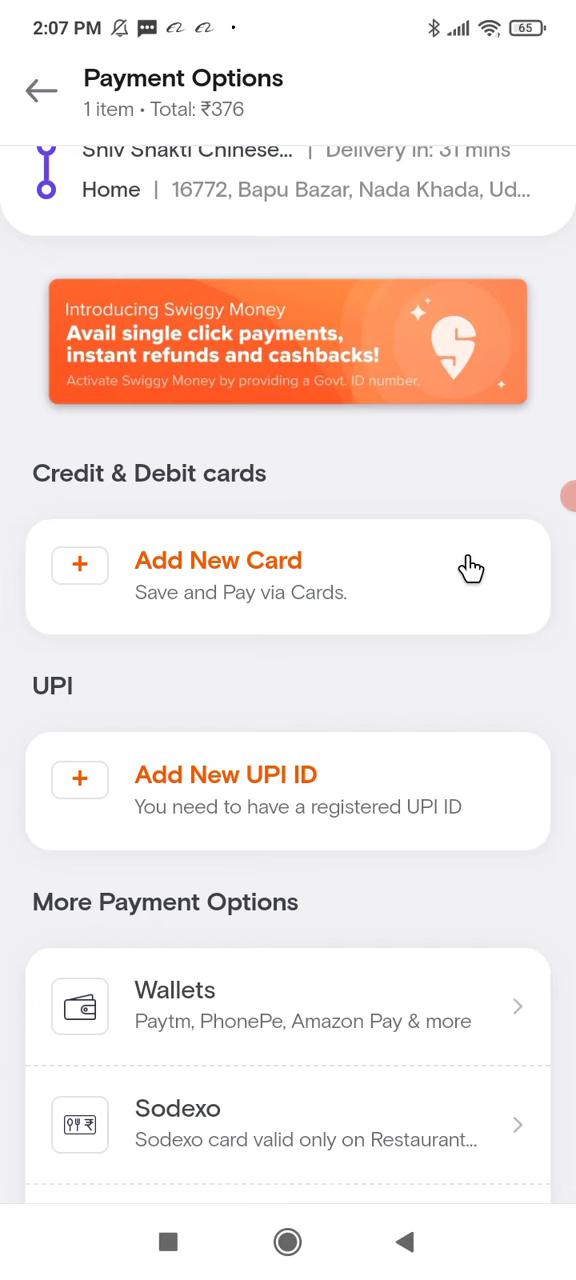 2:07 PM
65
Payment Options
1 item • Total: ₹376
Shiv Shakti Chinese... | Delivery in: 31 mins
Home | 16772, Bapu Bazar, Nada Khada, Ud...
Introducing Swiggy Money
Avail single click payments,
instant refunds and cashbacks!
Activate Swiggy Money by providing a Govt. ID number.
Credit & Debit cards
+ Add New Card
Save and Pay via Cards.
UPI
+ Add New UPI ID
You need to have a registered UPI ID
More Payment Options
Wallets
Paytm, PhonePe, Amazon Pay & more
Sodexo
Sodexo card valid only on Restaurant...